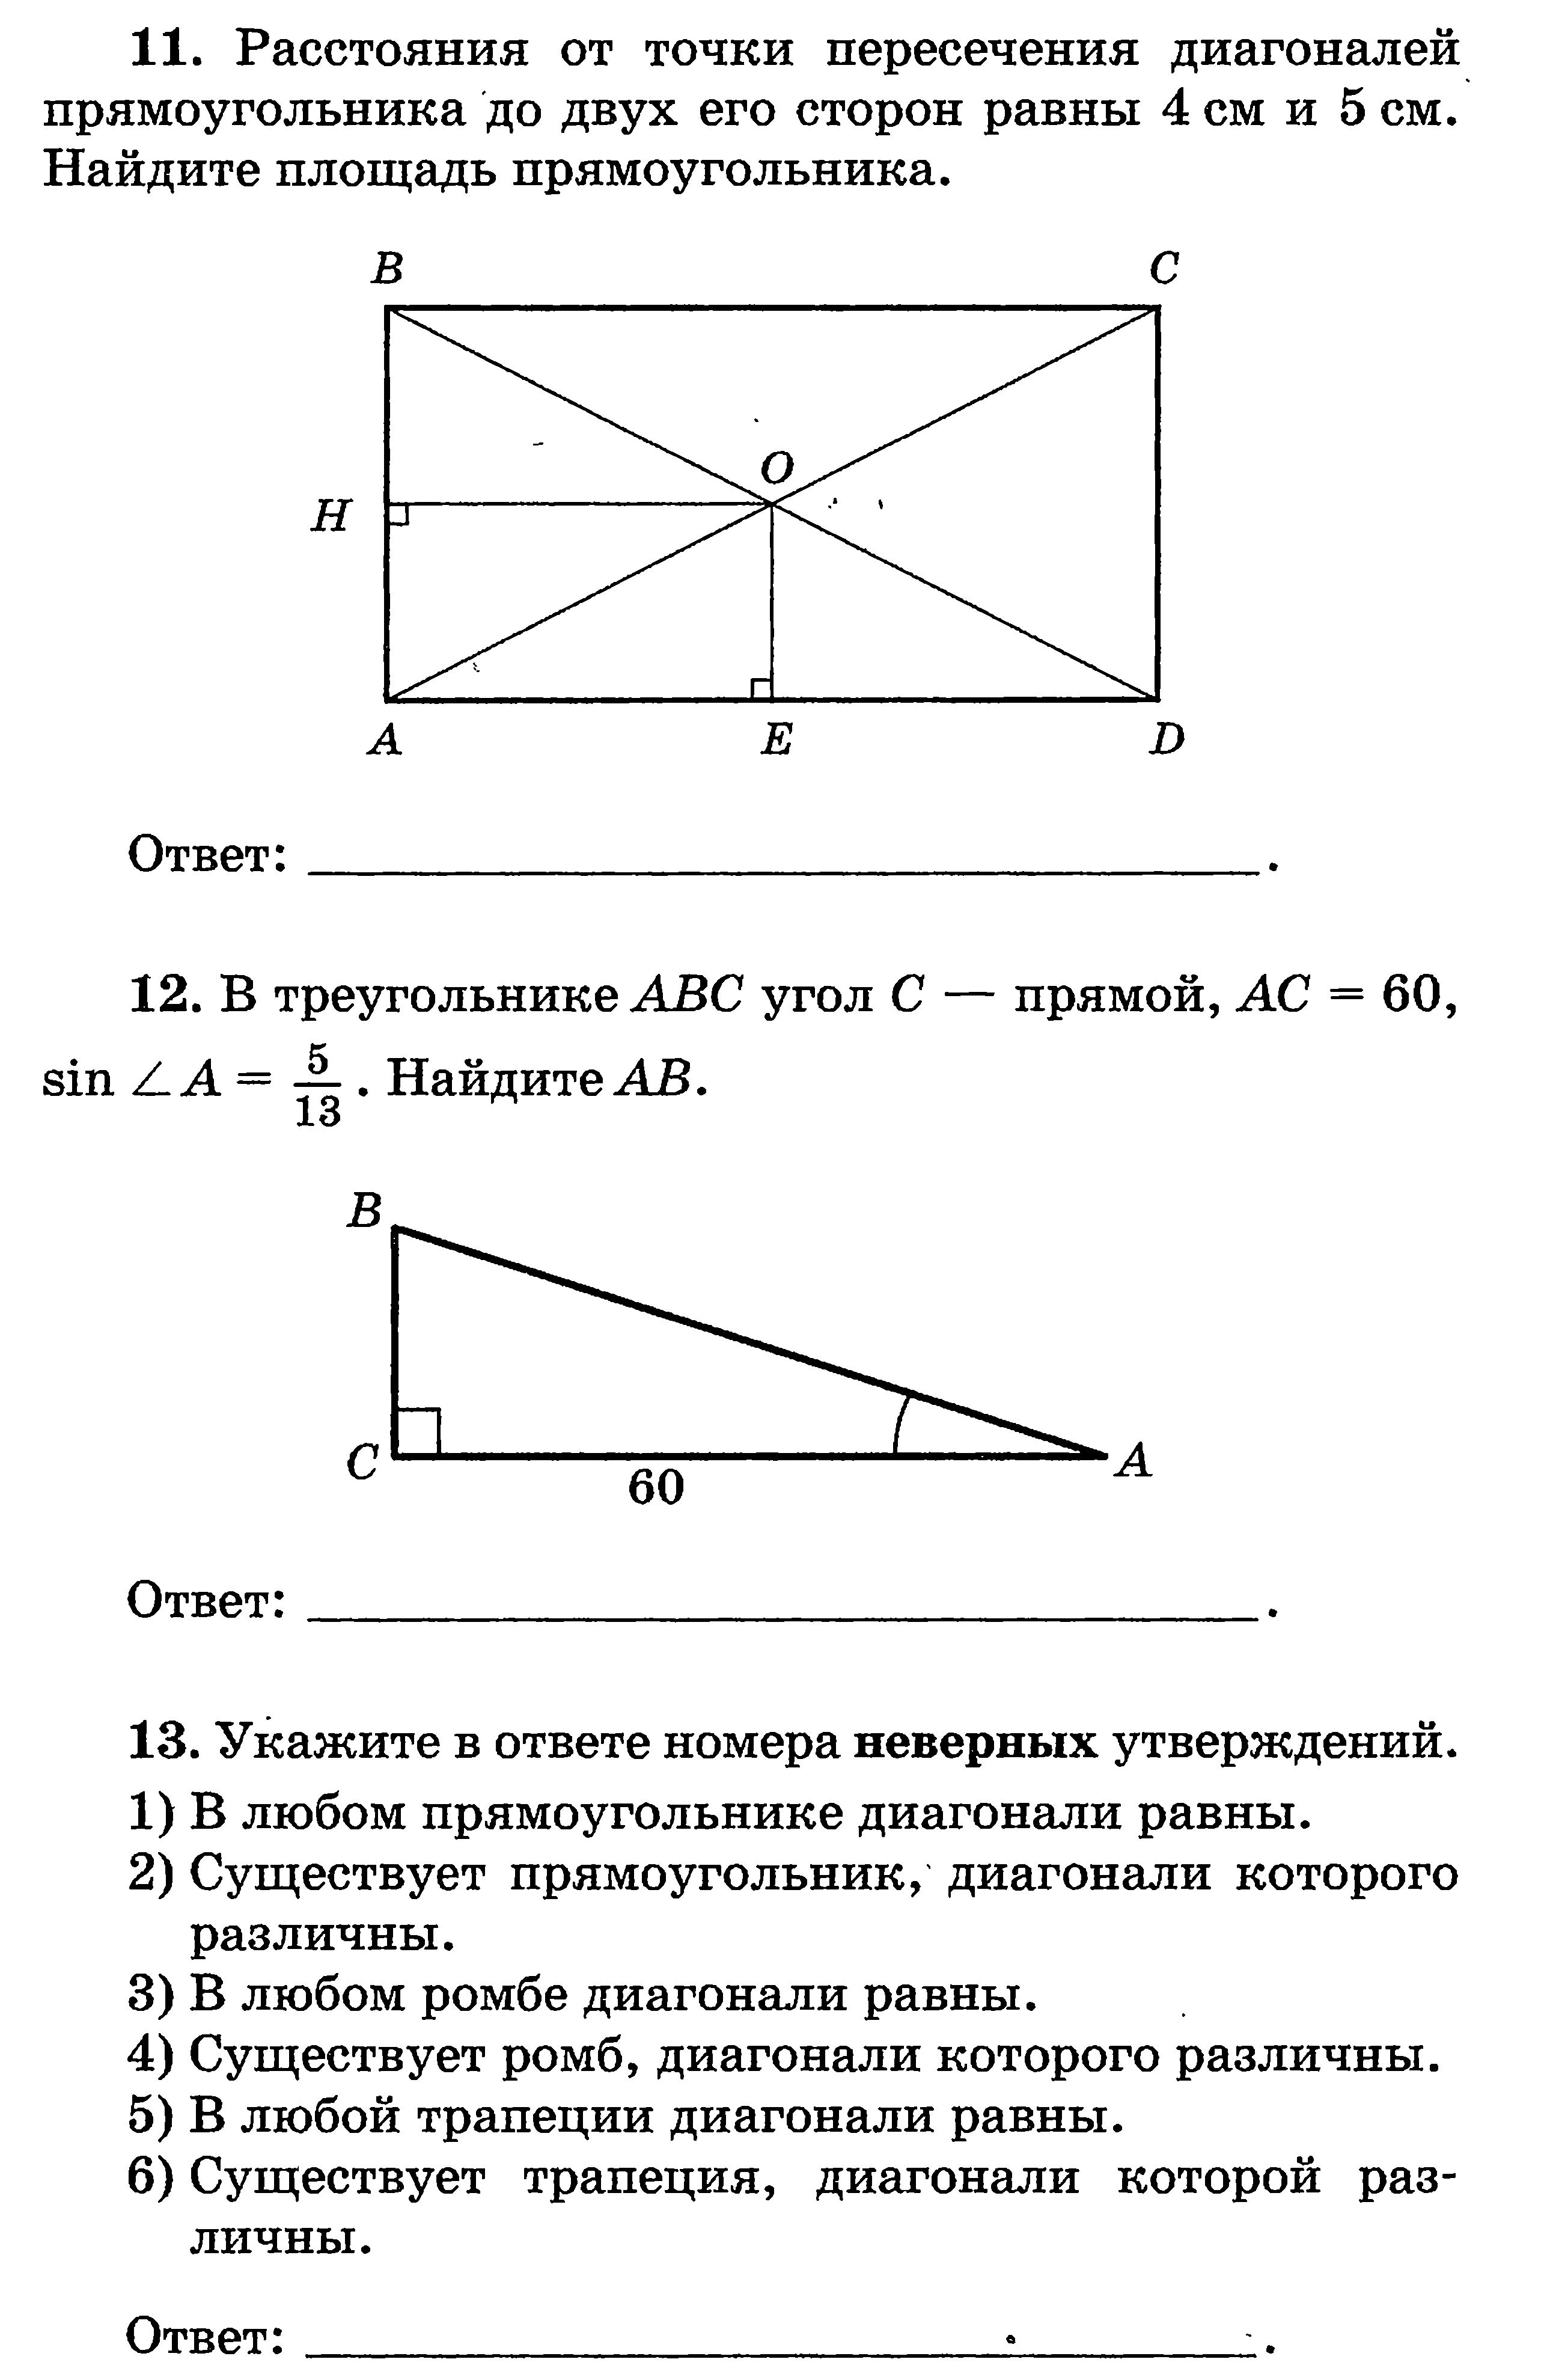 11. Расстояния от точки пересечения диагоналей
прямоугольника до двух его сторон равны 4 см и 5 см.
Найдите площадь прямоугольника.
B
C
O
H
A
E
D
Ответ: ____________________.
12. В треугольнике ABC угол C — прямой, AC = 60,
sin ∠A = 5/13. Найдите AB.
B
C
A
60
Ответ: ____________________.
13. Укажите в ответе номера неверных утверждений.
1) В любом прямоугольнике диагонали равны.
2) Существует прямоугольник, диагонали которого
различны.
3) В любом ромбе диагонали равны.
4) Существует ромб, диагонали которого различны.
5) В любой трапеции диагонали равны.
6) Существует трапеция, диагонали которой раз-
личны.
Ответ: ____________________.